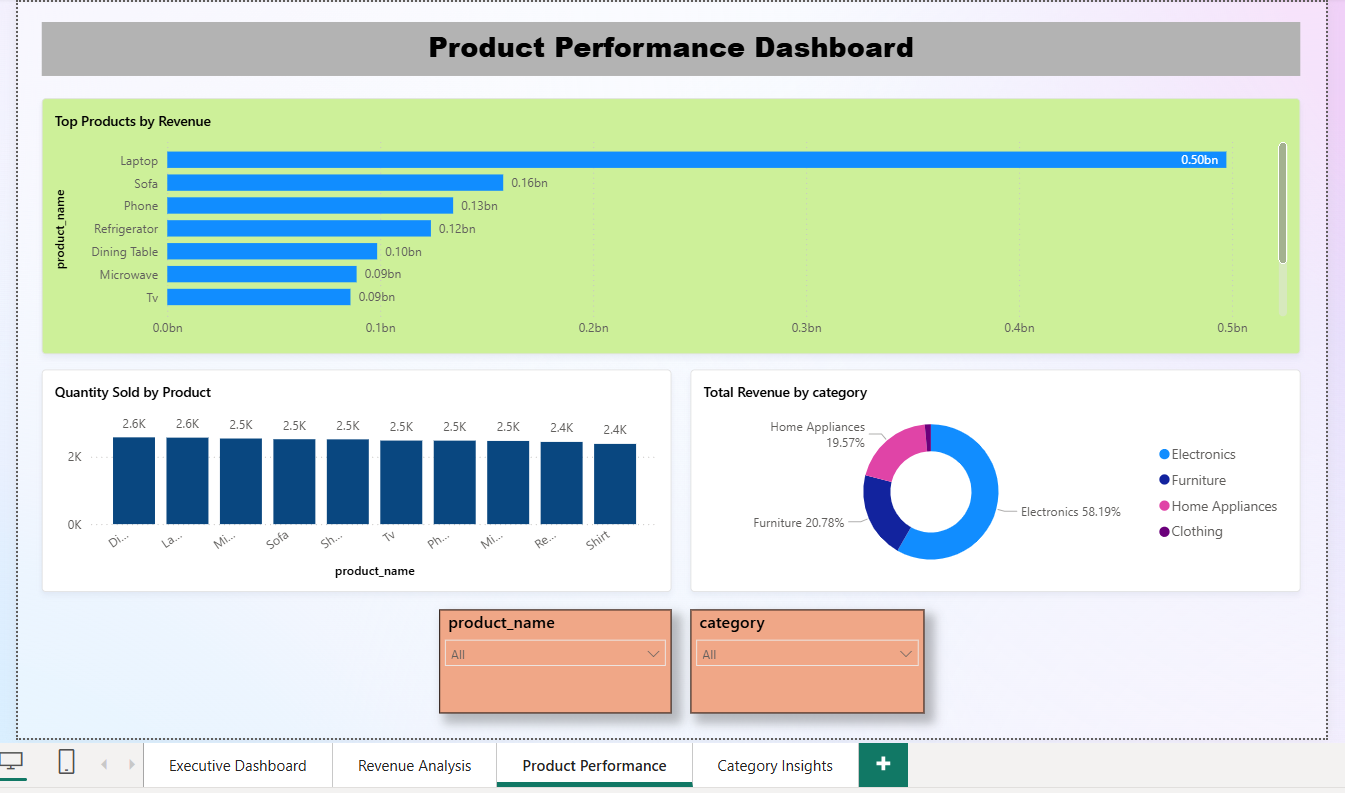 Product Performance Dashboard
Top Products by Revenue
product_name
Laptop 0.50bn
Sofa 0.16bn
Phone 0.13bn
Refrigerator 0.12bn
Dining Table 0.10bn
Microwave 0.09bn
Tv 0.09bn
0.0bn 0.1bn 0.2bn 0.3bn 0.4bn 0.5bn
Quantity Sold by Product
2.6K 2.6K 2.5K 2.5K 2.5K 2.5K 2.5K 2.5K 2.4K 2.4K
2K
0K
Di... La... Mi... Sofa Sh... Tv Ph... Mi... Re... Shirt
product_name
Total Revenue by category
Home Appliances
19.57%
Furniture 20.78%
Electronics 58.19%
Electronics
Furniture
Home Appliances
Clothing
product_name
All
category
All
Executive Dashboard Revenue Analysis Product Performance Category Insights